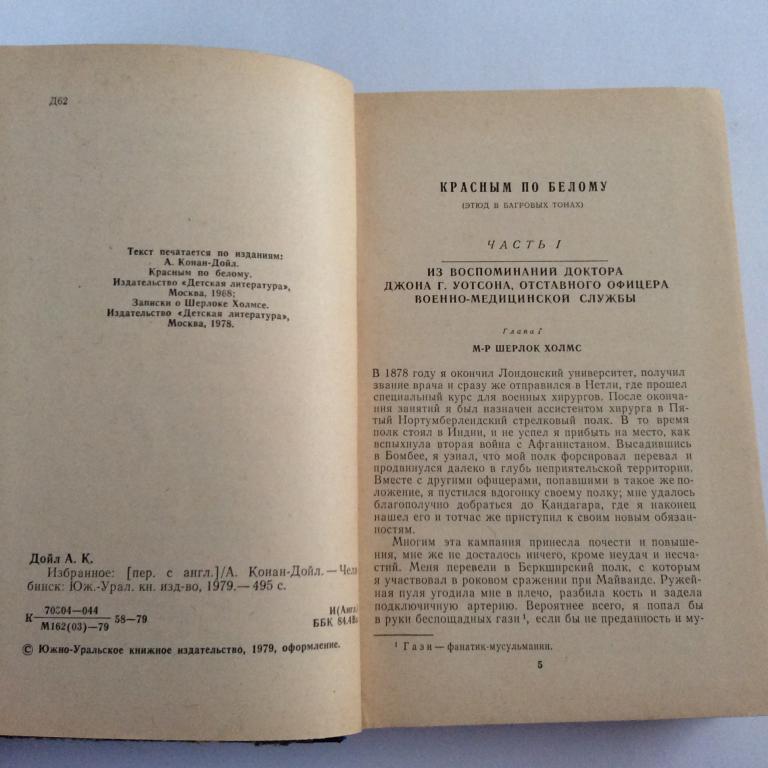 Д62
Текст печатается по изданиям:
А. Конан-Дойл.
Красным по белому.
Издательство «Детская литература»,
Москва, 1968;
Записки о Шерлоке Холмсе.
Издательство «Детская литература»,
Москва, 1978.
Дойл А. К.
Избранное: [пер. с англ.]/А. Конан-Дойл.—Челя
бинск: Юж.-Урал. кн. изд-во, 1979.— 495 с.
К 70304—044
М162(03)—79 58—79
И(Англ)
ББК 84.4Вл
© Южно-Уральское книжное издательство, 1979, оформление.
КРАСНЫМ ПО БЕЛОМУ
(ЭТЮД В БАГРОВЫХ ТОНАХ)
ЧАСТЬ I
ИЗ ВОСПОМИНАНИЙ ДОКТОРА
ДЖОНА Г. УОТСОНА, ОТСТАВНОГО ОФИЦЕРА
ВОЕННО-МЕДИЦИНСКОЙ СЛУЖБЫ
Глава I
М-Р ШЕРЛОК ХОЛМС
В 1878 году я окончил Лондонский университет, получил
звание врача и сразу же отправился в Нетли, где прошел
специальный курс для военных хирургов. После оконча-
ния занятий я был назначен ассистентом хирурга в Пя-
тый Нортумберлендский стрелковый полк. В то время
полк стоял в Индии, и не успел я прибыть на место, как
вспыхнула вторая война с Афганистаном. Высадившись
в Бомбее, я узнал, что мой полк форсировал перевал и
продвинулся далеко в глубь неприятельской территории.
Вместе с другими офицерами, попавшими в такое же по-
ложение, я пустился вдогонку своему полку; мне удалось
благополучно добраться до Кандагара, где я наконец
нашел его и тотчас же приступил к своим новым обязан-
ностям.
Многим эта кампания принесла почести и повыше-
ния, мне же не досталось ничего, кроме неудач и несча-
стий. Меня перевели в Беркширский полк, с которым
я участвовал в роковом сражении при Майванде. Ружей-
ная пуля угодила мне в плечо, разбила кость и задела
подключичную артерию. Вероятнее всего, я попал бы
в руки беспощадных гази¹, если бы не преданность и му-
¹ Гази — фанатик-мусульманин.
5